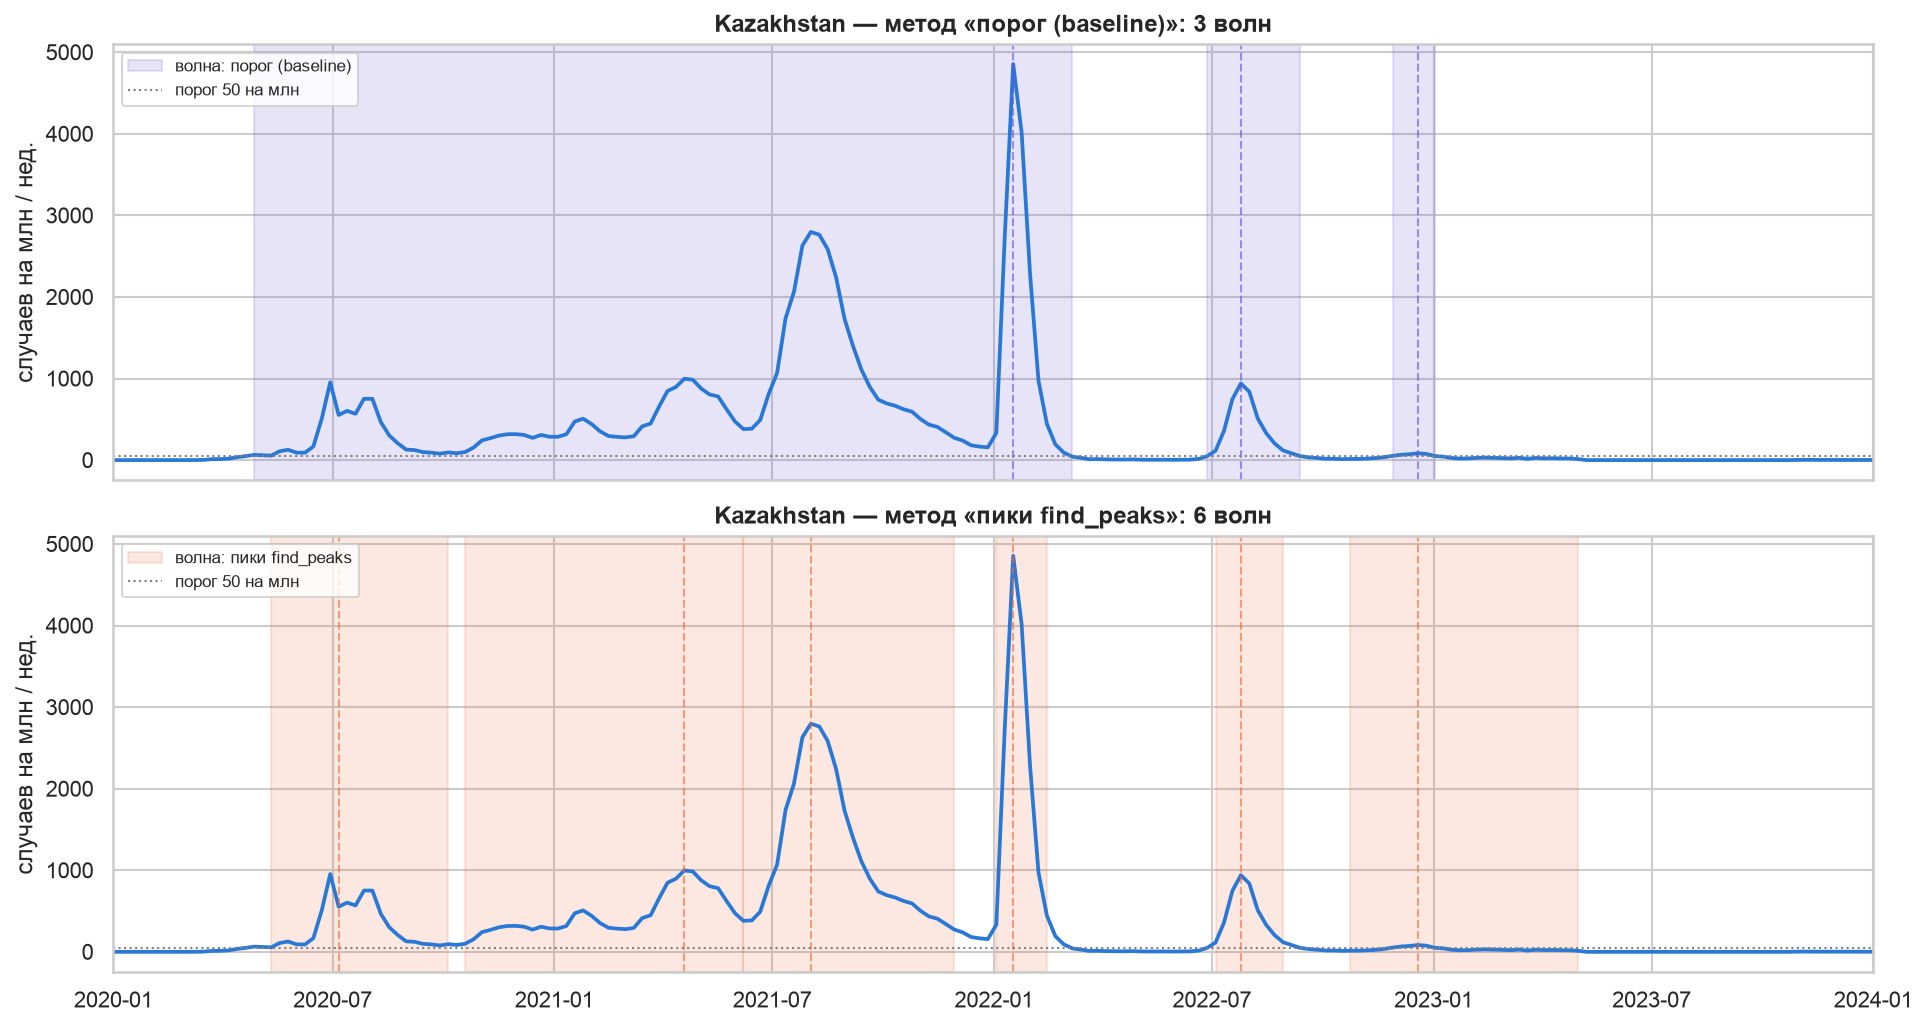 Kazakhstan — метод «порог (baseline)»: 3 волн
случаев на млн / нед.
5000
4000
3000
2000
1000
0
волна: порог (baseline)
порог 50 на млн
Kazakhstan — метод «пики find_peaks»: 6 волн
случаев на млн / нед.
5000
4000
3000
2000
1000
0
волна: пики find_peaks
порог 50 на млн
2020-01 2020-07 2021-01 2021-07 2022-01 2022-07 2023-01 2023-07 2024-01